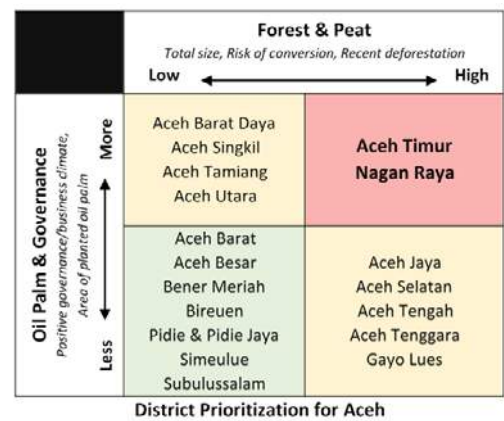 Forest & Peat
Total size, Risk of conversion, Recent deforestation
Low
High
Oil Palm & Governance
Positive governance/business climate,
Area of planted oil palm
More
Less
Aceh Barat Daya
Aceh Singkil
Aceh Tamiang
Aceh Utara
Aceh Timur
Nagan Raya
Aceh Barat
Aceh Besar
Bener Meriah
Bireuen
Pidie & Pidie Jaya
Simeulue
Subulussalam
Aceh Jaya
Aceh Selatan
Aceh Tengah
Aceh Tenggara
Gayo Lues
District Prioritization for Aceh